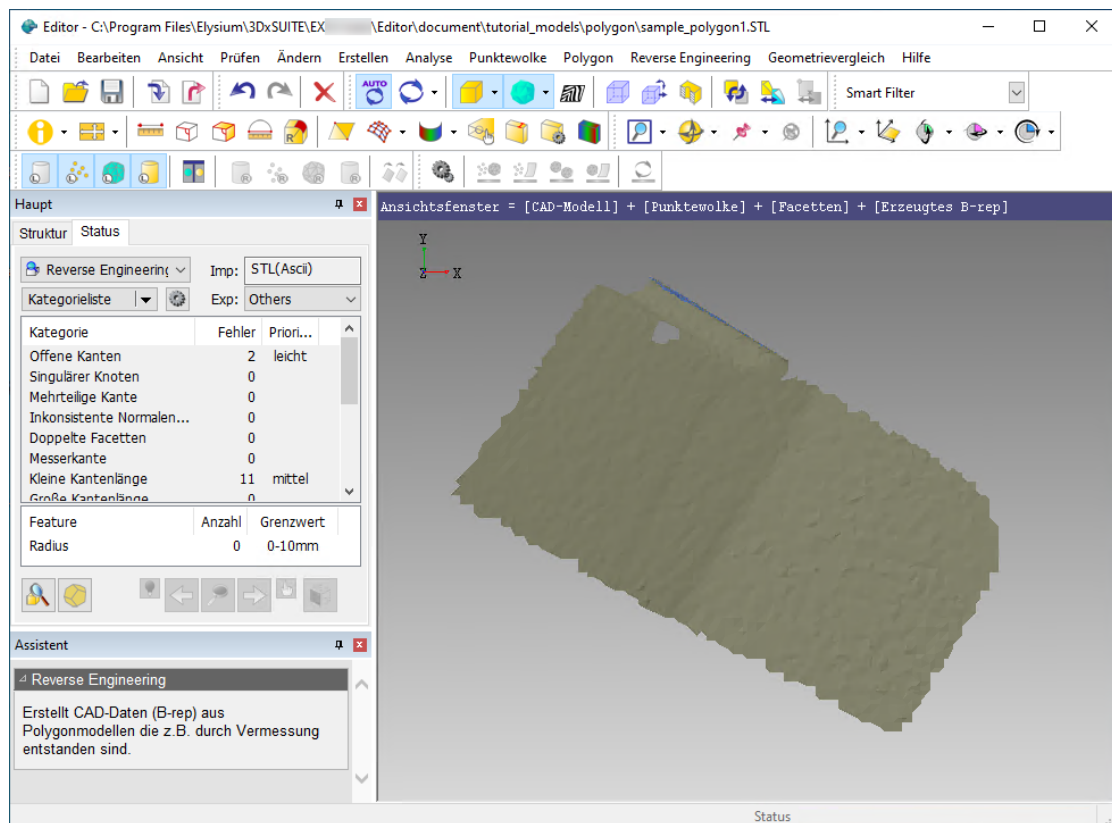 Editor - C:\Program Files\Elysium\3DxSUITE\EX \Editor\document\tutorial_models\polygon\sample_polygon1.STL
Datei Bearbeiten Ansicht Prüfen Ändern Erstellen Analyse Punktewolke Polygon Reverse Engineering Geometrievergleich Hilfe
AUTO
Smart Filter
Haupt
Ansichtsfenster = [CAD-Modell] + [Punktewolke] + [Facetten] + [Erzeugtes B-rep]
Struktur Status
Y
Z X
Reverse Engineering Imp: STL(Ascii)
Kategorieliste Exp: Others
Kategorie Fehler Priori...
Offene Kanten 2 leicht
Singulärer Knoten 0
Mehrteilige Kante 0
Inkonsistente Normalen... 0
Doppelte Facetten 0
Messerkante 0
Kleine Kantenlänge 11 mittel
Große Kantenlänge 0
Feature Anzahl Grenzwert
Radius 0 0-10mm
Assistent
Reverse Engineering
Erstellt CAD-Daten (B-rep) aus
Polygonmodellen die z.B. durch Vermessung
entstanden sind.
Status